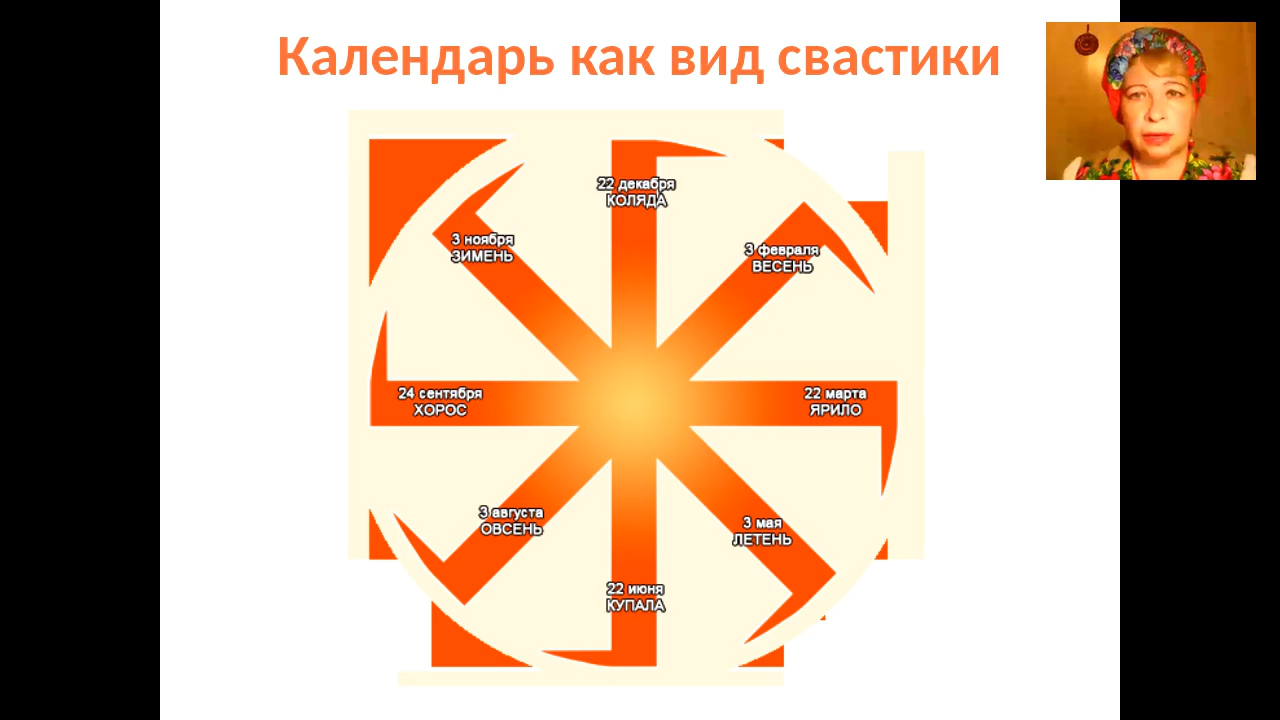 Календарь как вид свастики
22 декабря
КОЛЯДА
3 ноября
ЗИМЕНЬ
3 февраля
ВЕСЕНЬ
24 сентября
ХОРОС
22 марта
ЯРИЛО
3 августа
ОВСЕНЬ
3 мая
ЛЕТЕНЬ
22 июня
КУПАЛА